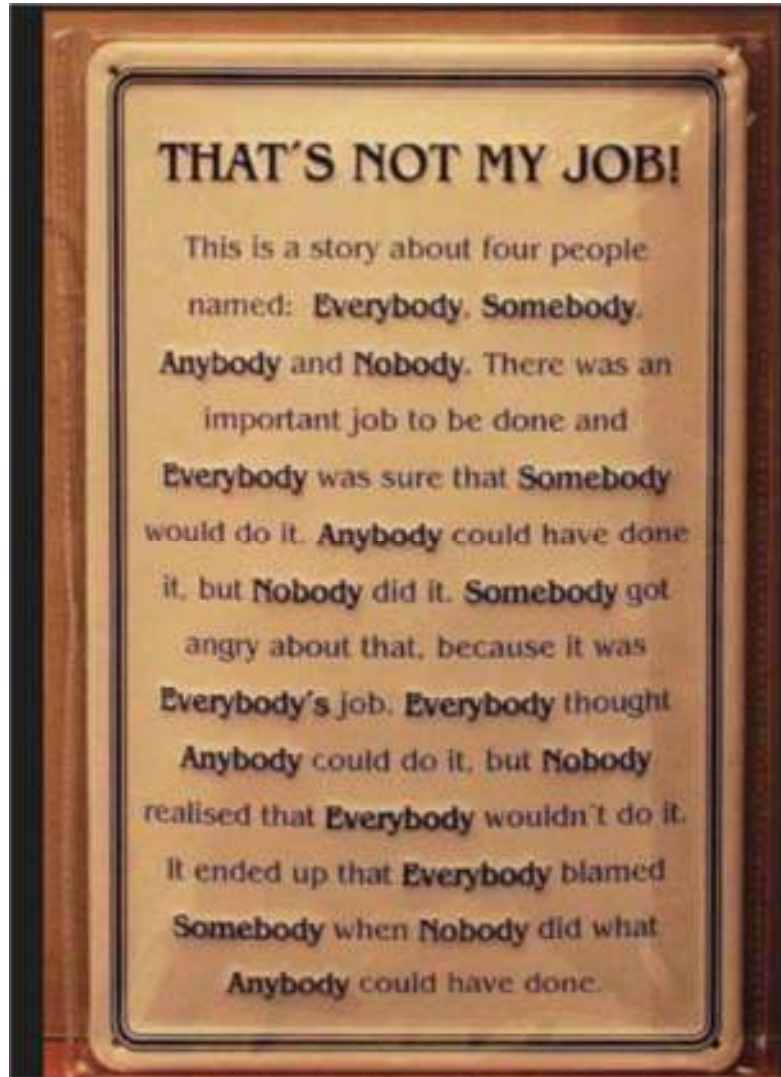 THAT´S NOT MY JOB!
This is a story about four people
named: Everybody, Somebody,
Anybody and Nobody. There was an
important job to be done and
Everybody was sure that Somebody
would do it. Anybody could have done
it, but Nobody did it. Somebody got
angry about that, because it was
Everybody´s job. Everybody thought
Anybody could do it, but Nobody
realised that Everybody wouldn´t do it.
It ended up that Everybody blamed
Somebody when Nobody did what
Anybody could have done.